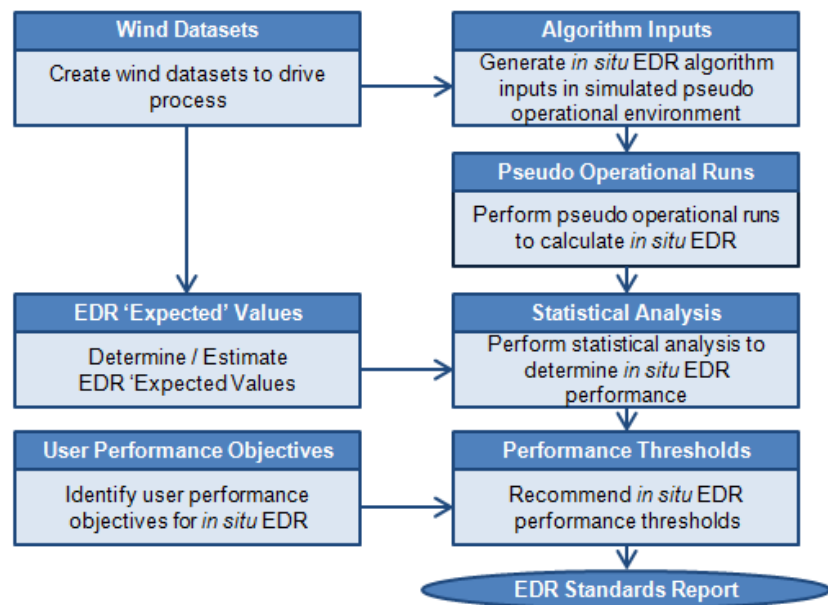 Wind Datasets
Create wind datasets to drive
process
Algorithm Inputs
Generate in situ EDR algorithm
inputs in simulated pseudo
operational environment
Pseudo Operational Runs
Perform pseudo operational runs
to calculate in situ EDR
EDR ‘Expected’ Values
Determine / Estimate
EDR ‘Expected Values
Statistical Analysis
Perform statistical analysis to
determine in situ EDR
performance
User Performance Objectives
Identify user performance
objectives for in situ EDR
Performance Thresholds
Recommend in situ EDR
performance thresholds
EDR Standards Report